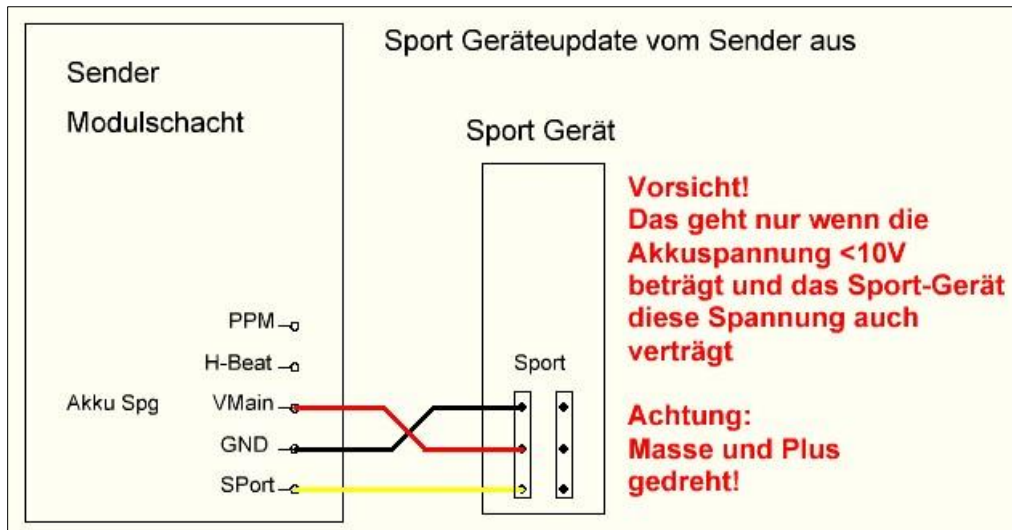 Sport Geräteupdate vom Sender aus
Sender
Modulschacht
Sport Gerät
Vorsicht!
Das geht nur wenn die
Akkuspannung <10V
beträgt und das Sport-Gerät
diese Spannung auch
verträgt
PPM
H-Beat
Akku Spg VMain
GND
SPort
Sport
Achtung:
Masse und Plus
gedreht!